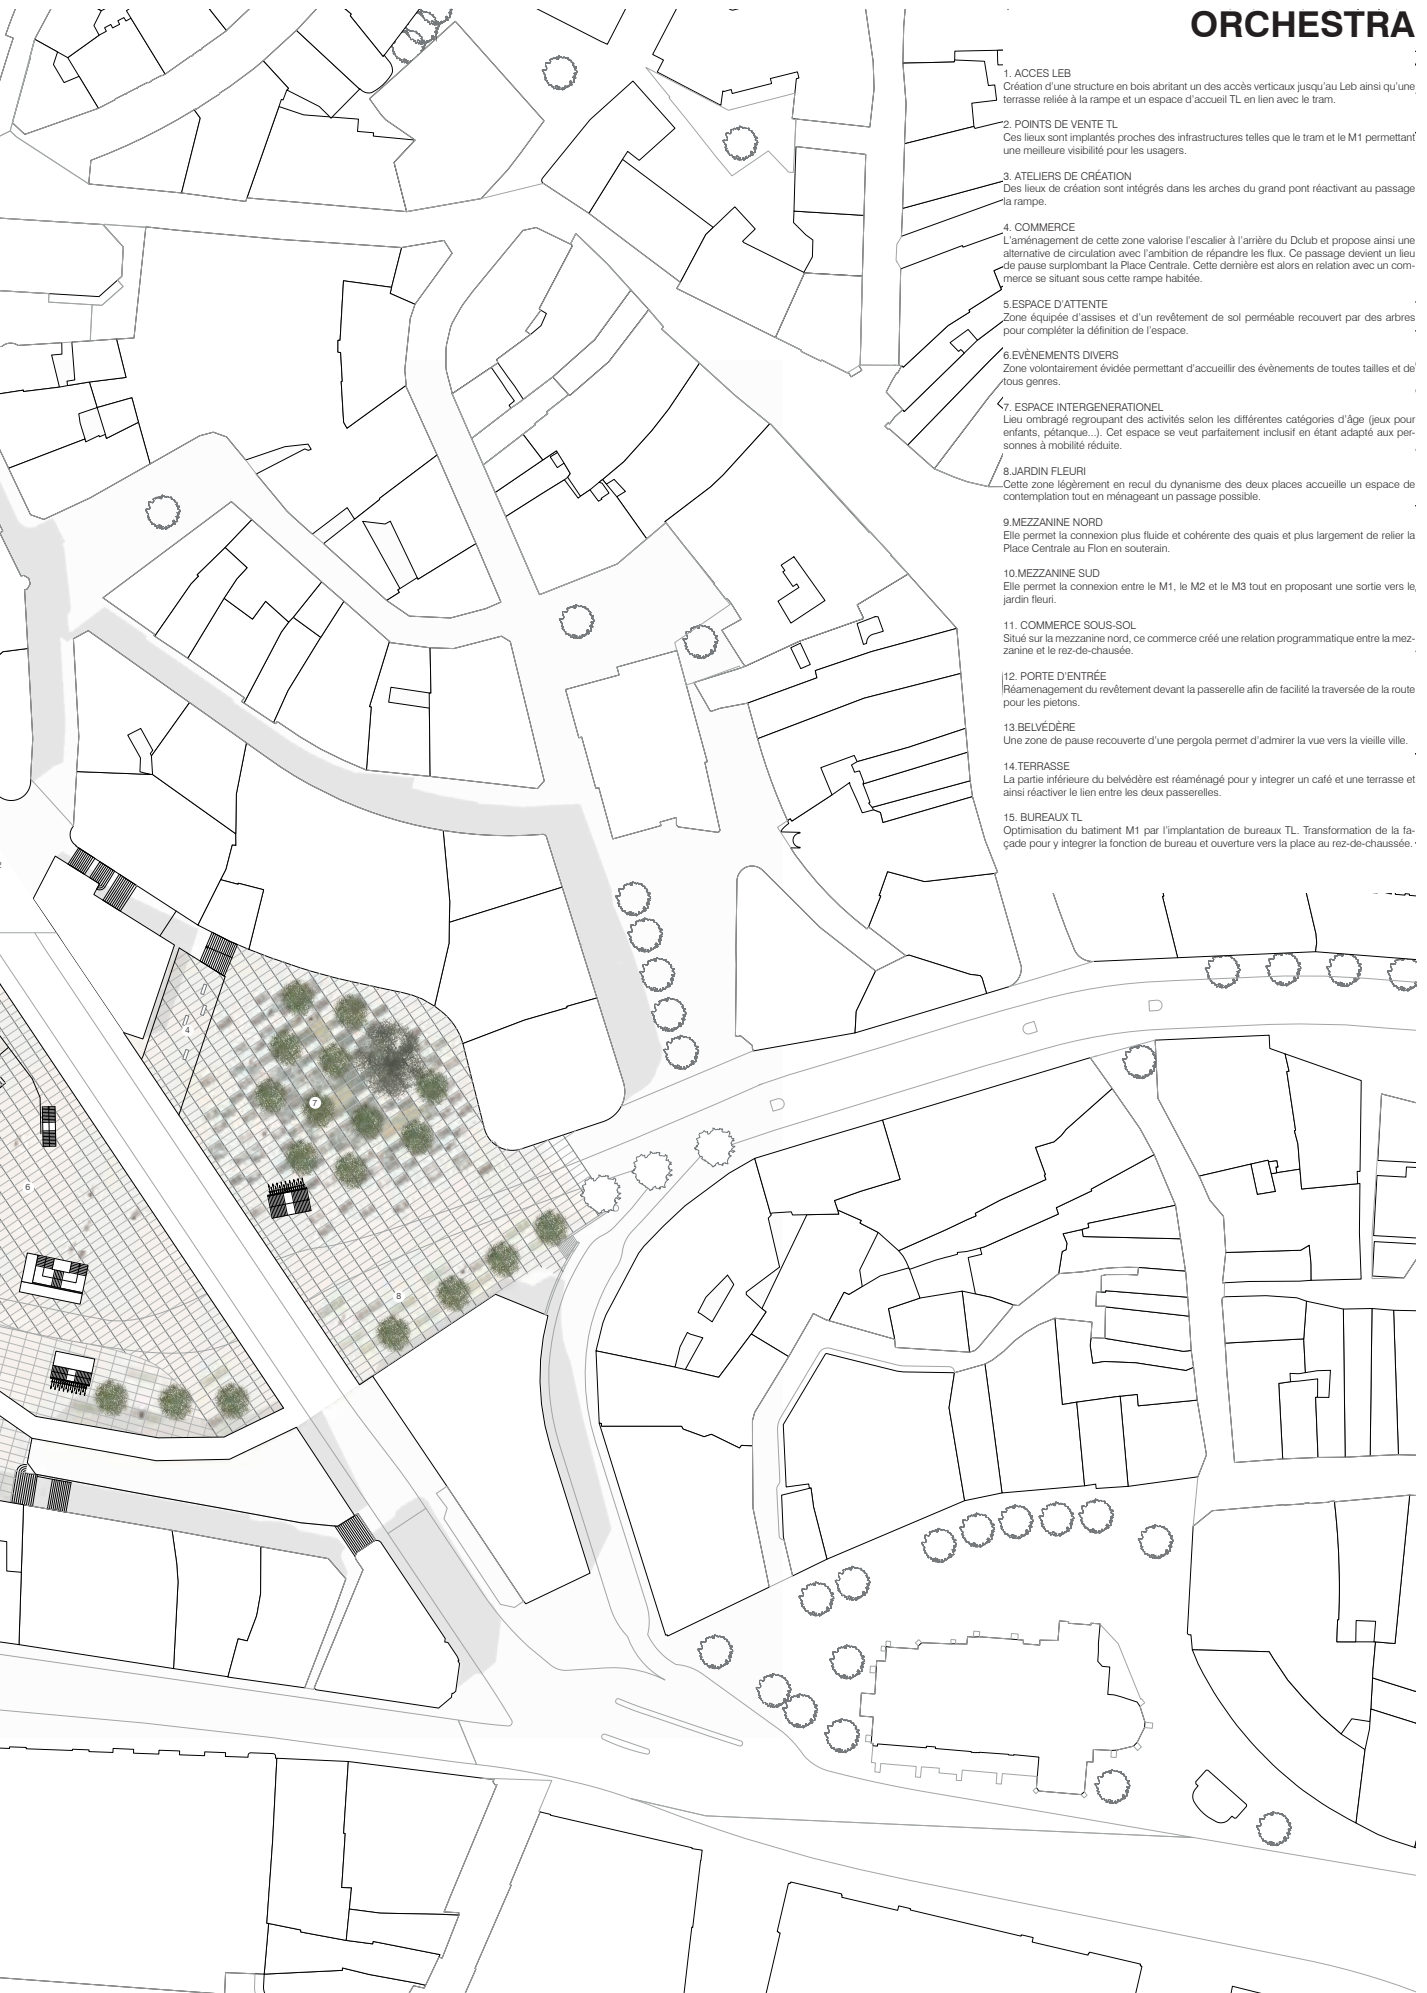 ORCHESTRA
1. ACCES LEB
Création d'une structure en bois abritant un des accès verticaux jusqu'au Leb ainsi qu'une
terrasse reliée à la rampe et un espace d'accueil TL en lien avec le tram.
2. POINTS DE VENTE TL
Ces lieux sont implantés proches des infrastructures telles que le tram et le M1 permettant
une meilleure visibilité pour les usagers.
3. ATELIERS DE CRÉATION
Des lieux de création sont intégrés dans les arches du grand pont réactivant au passage
la rampe.
4. COMMERCE
L'aménagement de cette zone valorise l'escalier à l'arrière du Dclub et propose ainsi une
alternative de circulation avec l'ambition de répandre les flux. Ce passage devient un lieu
de pause surplombant la Place Centrale. Cette dernière est alors en relation avec un com-
merce se situant sous cette rampe habitée.
5.ESPACE D'ATTENTE
Zone équipée d'assises et d'un revêtement de sol perméable recouvert par des arbres
pour compléter la définition de l'espace.
6.EVÈNEMENTS DIVERS
Zone volontairement évidée permettant d'accueillir des évènements de toutes tailles et de
tous genres.
7. ESPACE INTERGENERATIONEL
Lieu ombragé regroupant des activités selon les différentes catégories d'âge (jeux pour
enfants, pétanque...). Cet espace se veut parfaitement inclusif en étant adapté aux per-
sonnes à mobilité réduite.
8.JARDIN FLEURI
Cette zone légèrement en recul du dynanisme des deux places accueille un espace de
contemplation tout en ménageant un passage possible.
9.MEZZANINE NORD
Elle permet la connexion plus fluide et cohérente des quais et plus largement de relier la
Place Centrale au Flon en souterain.
10.MEZZANINE SUD
Elle permet la connexion entre le M1, le M2 et le M3 tout en proposant une sortie vers le
jardin fleuri.
11. COMMERCE SOUS-SOL
Situé sur la mezzanine nord, ce commerce créé une relation programmatique entre la mez-
zanine et le rez-de-chausée.
12. PORTE D'ENTRÉE
Réamenagement du revêtement devant la passerelle afin de facilité la traversée de la route
pour les pietons.
13.BELVÉDÈRE
Une zone de pause recouverte d'une pergola permet d'admirer la vue vers la vieille ville.
14.TERRASSE
La partie inférieure du belvédère est réaménagé pour y integrer un café et une terrasse et
ainsi réactiver le lien entre les deux passerelles.
15. BUREAUX TL
Optimisation du batiment M1 par l'implantation de bureaux TL. Transformation de la fa-
çade pour y integrer la fonction de bureau et ouverture vers la place au rez-de-chaussée.
4
7
6
8